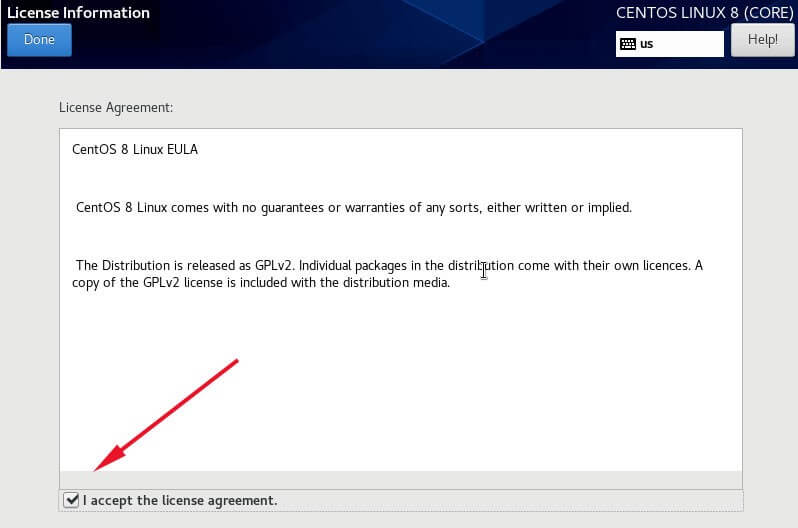 License Information
CENTOS LINUX 8 (CORE)
Done
us
Help!
License Agreement:
CentOS 8 Linux EULA
CentOS 8 Linux comes with no guarantees or warranties of any sorts, either written or implied.
The Distribution is released as GPLv2. Individual packages in the distribution come with their own licences. A
copy of the GPLv2 license is included with the distribution media.
I accept the license agreement.